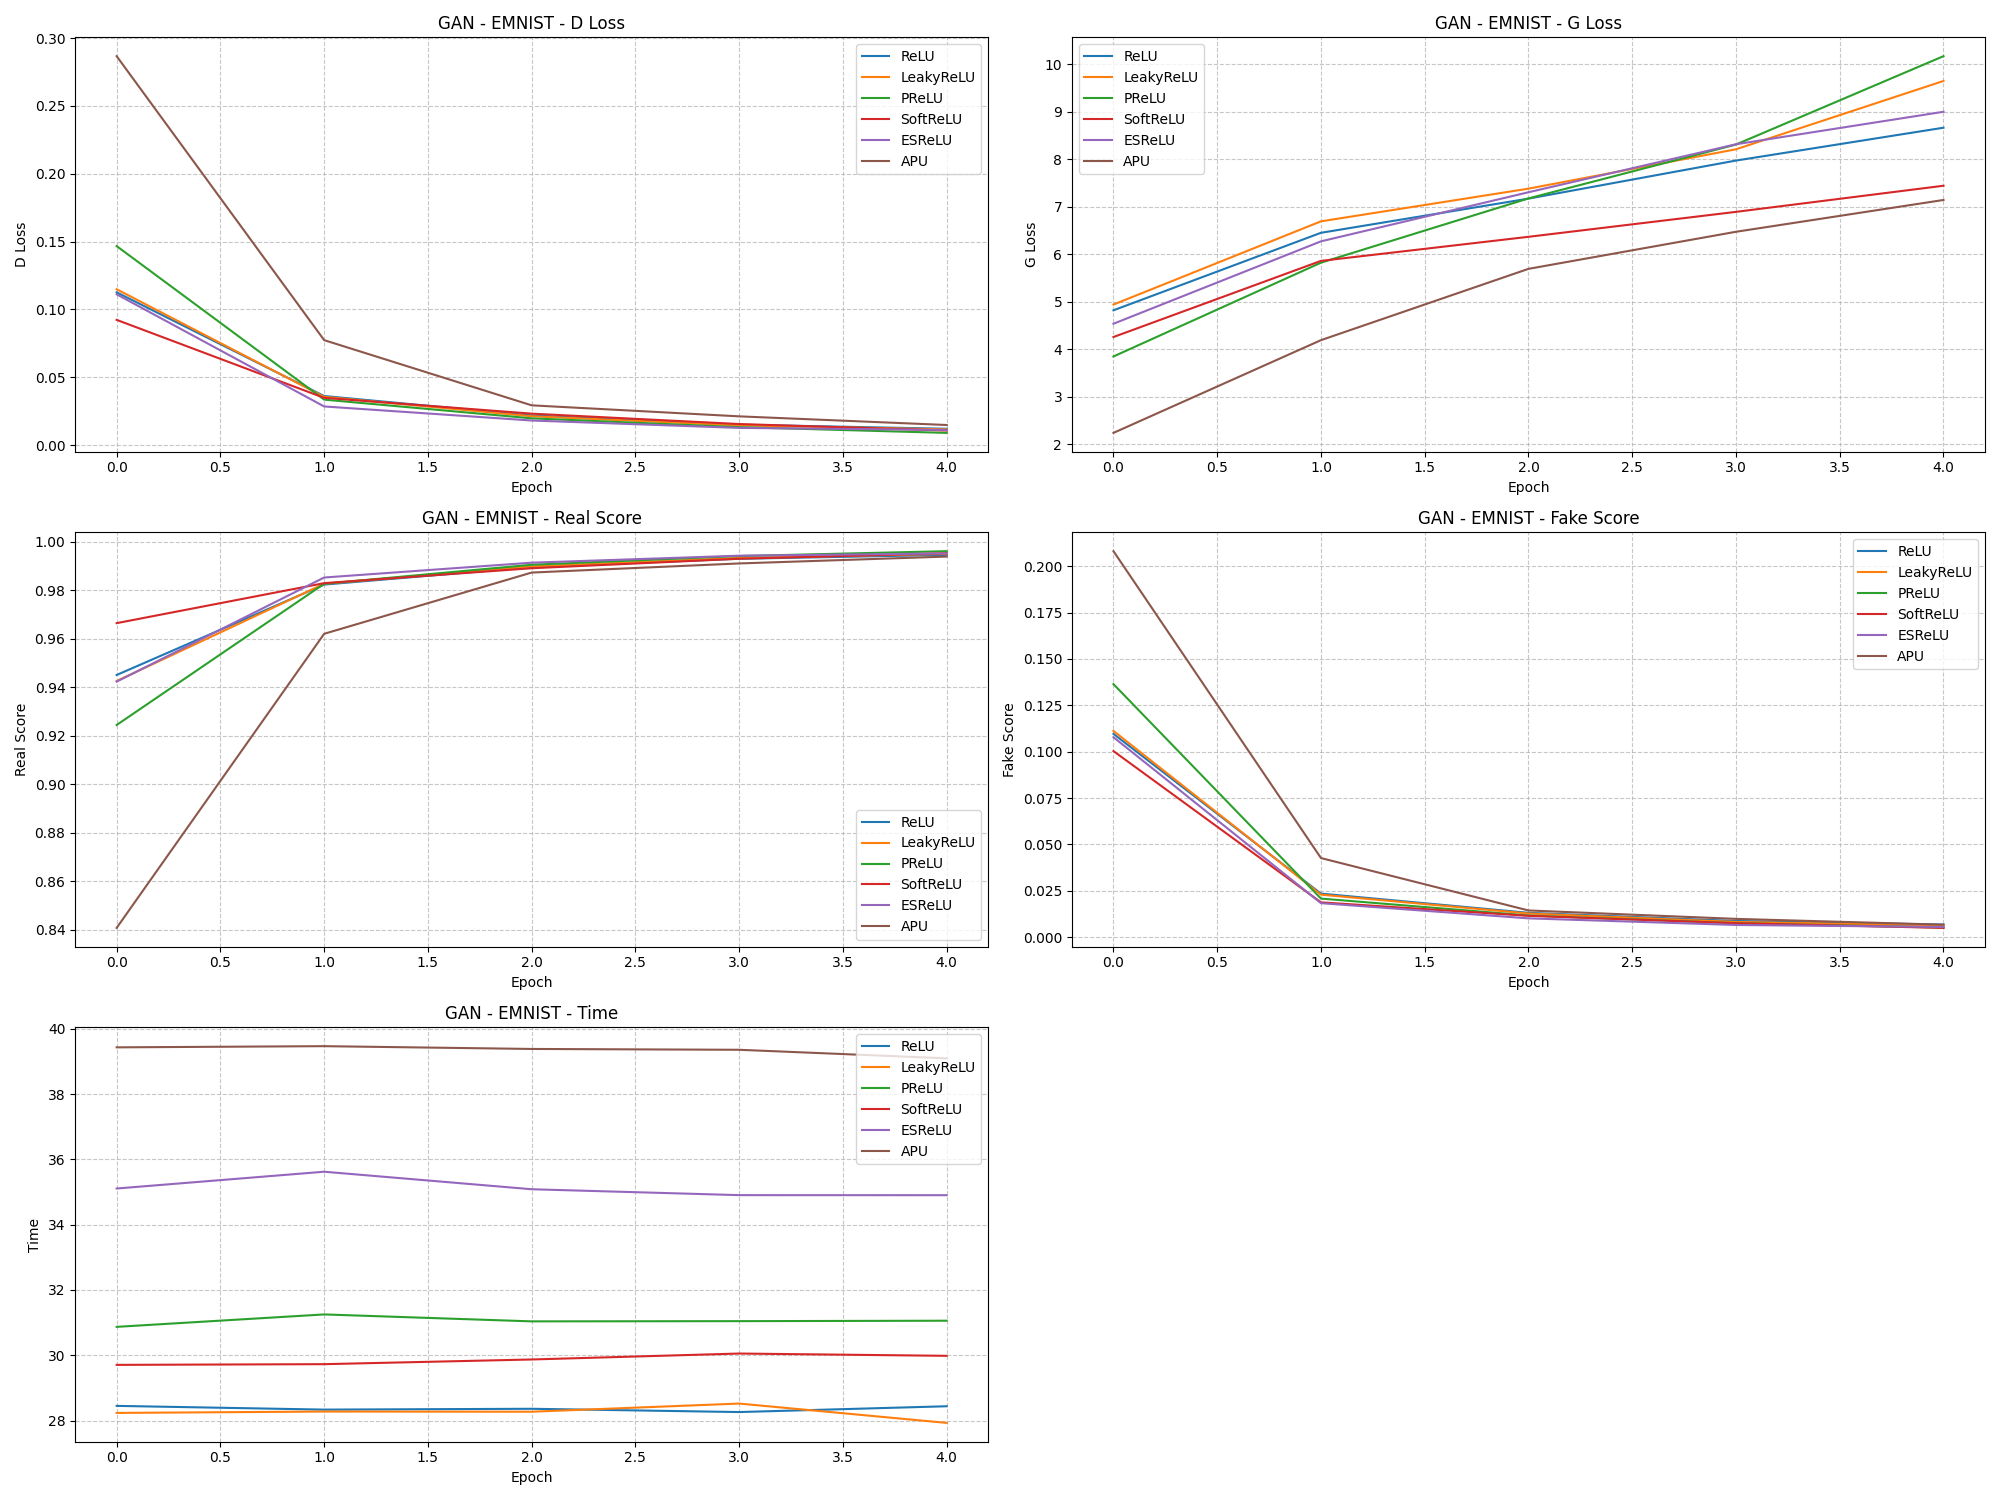 GAN - EMNIST - D Loss
D Loss
0.30
0.25
0.20
0.15
0.10
0.05
0.00
0.0 0.5 1.0 1.5 2.0 2.5 3.0 3.5 4.0
Epoch
ReLU
LeakyReLU
PReLU
SoftReLU
ESReLU
APU
GAN - EMNIST - G Loss
G Loss
10
9
8
7
6
5
4
3
2
0.0 0.5 1.0 1.5 2.0 2.5 3.0 3.5 4.0
Epoch
ReLU
LeakyReLU
PReLU
SoftReLU
ESReLU
APU
GAN - EMNIST - Real Score
Real Score
1.00
0.98
0.96
0.94
0.92
0.90
0.88
0.86
0.84
0.0 0.5 1.0 1.5 2.0 2.5 3.0 3.5 4.0
Epoch
ReLU
LeakyReLU
PReLU
SoftReLU
ESReLU
APU
GAN - EMNIST - Fake Score
Fake Score
0.200
0.175
0.150
0.125
0.100
0.075
0.050
0.025
0.000
0.0 0.5 1.0 1.5 2.0 2.5 3.0 3.5 4.0
Epoch
ReLU
LeakyReLU
PReLU
SoftReLU
ESReLU
APU
GAN - EMNIST - Time
Time
40
38
36
34
32
30
28
0.0 0.5 1.0 1.5 2.0 2.5 3.0 3.5 4.0
Epoch
ReLU
LeakyReLU
PReLU
SoftReLU
ESReLU
APU